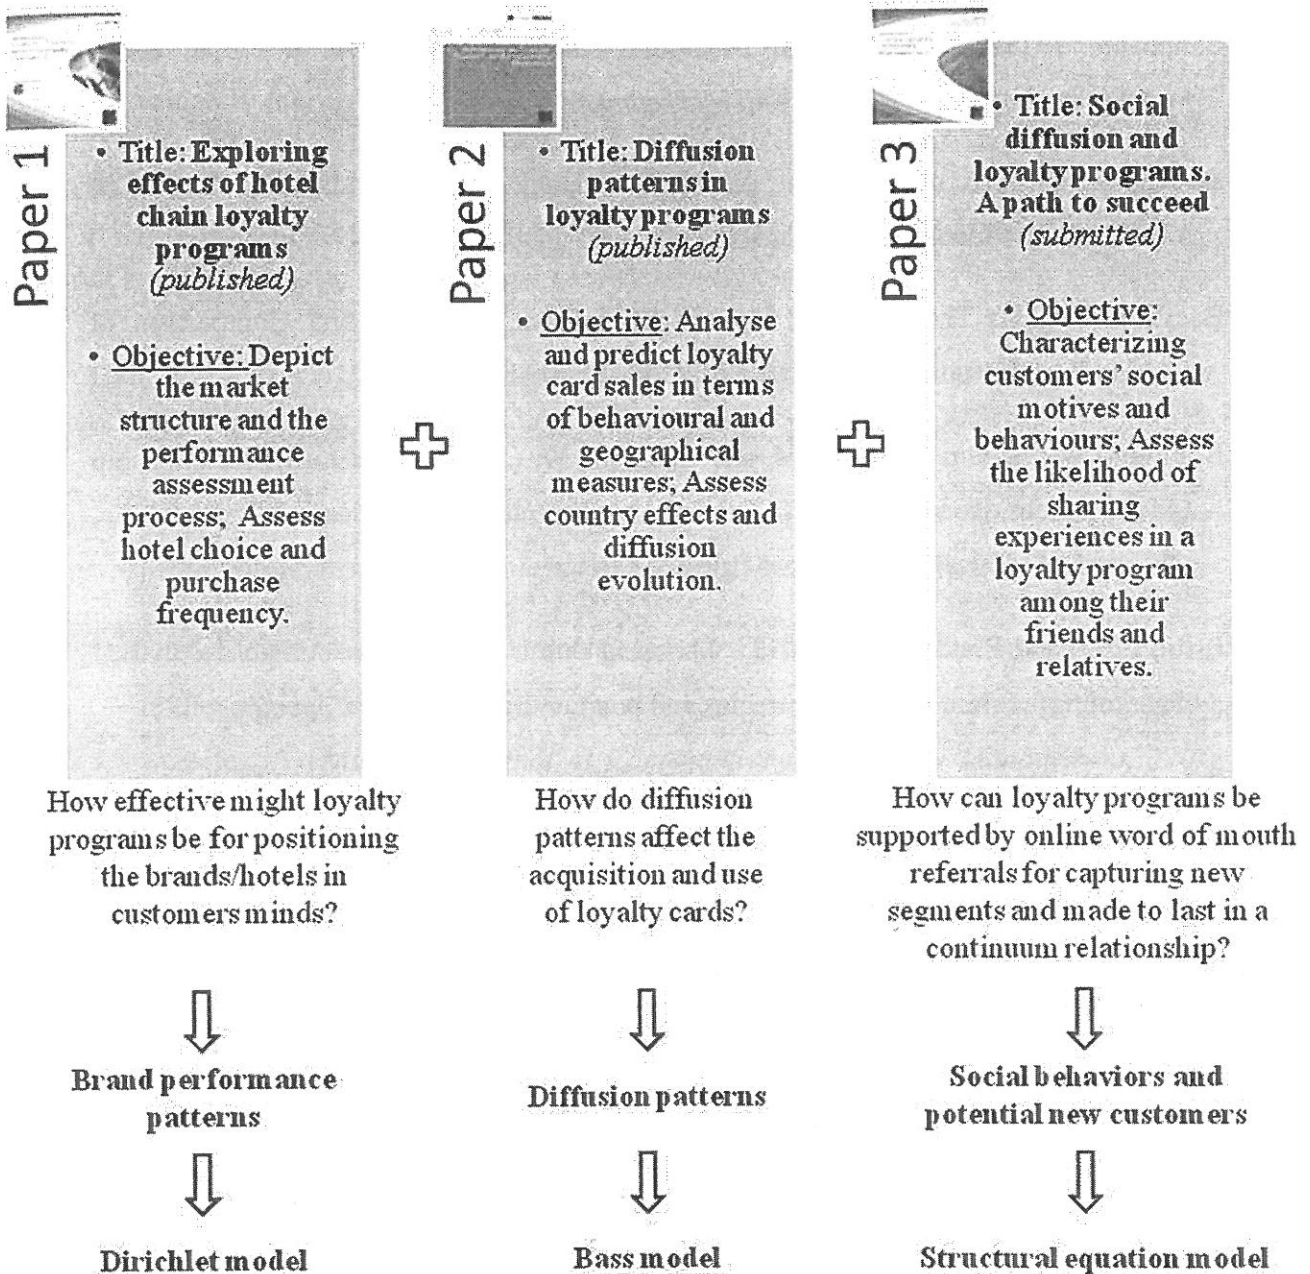 Paper 1
• Title: Exploring
effects of hotel
chain loyalty
programs
(published)
• Objective: Depict
the market
structure and the
performance
assessment
process; Assess
hotel choice and
purchase
frequency.
How effective might loyalty
programs be for positioning
the brands/hotels in
customers minds?
Brand performance
patterns
Dirichlet model
Paper 2
• Title: Diffusion
patterns in
loyalty programs
(published)
• Objective: Analyse
and predict loyalty
card sales in terms
of behavioural and
geographical
measures; Assess
country effects and
diffusion
evolution.
How do diffusion
patterns affect the
acquisition and use
of loyalty cards?
Diffusion patterns
Bass model
Paper 3
• Title: Social
diffusion and
loyalty programs.
A path to succeed
(submitted)
• Objective:
Characterizing
customers' social
motives and
behaviours; Assess
the likelihood of
sharing
experiences in a
loyalty program
among their
friends and
relatives.
How can loyalty programs be
supported by online word of mouth
referrals for capturing new
segments and made to last in a
continuum relationship?
Social behaviors and
potential new customers
Structural equation model